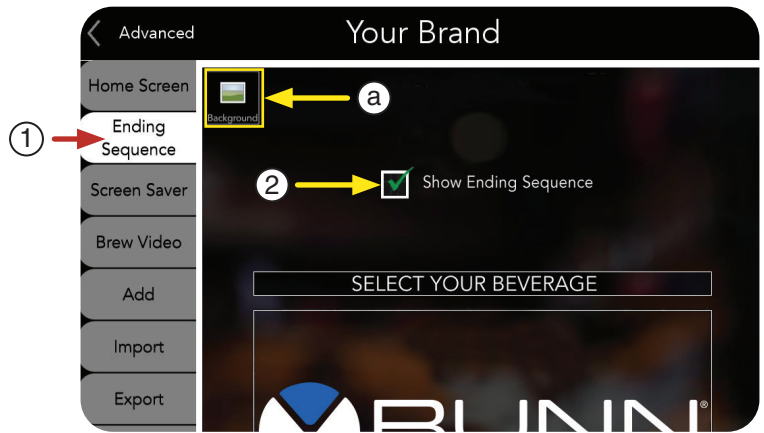 Advanced
Your Brand
Home Screen
Background
a
1
Ending
Sequence
2
Show Ending Sequence
Screen Saver
Brew Video
SELECT YOUR BEVERAGE
Add
Import
Export
BUNN®